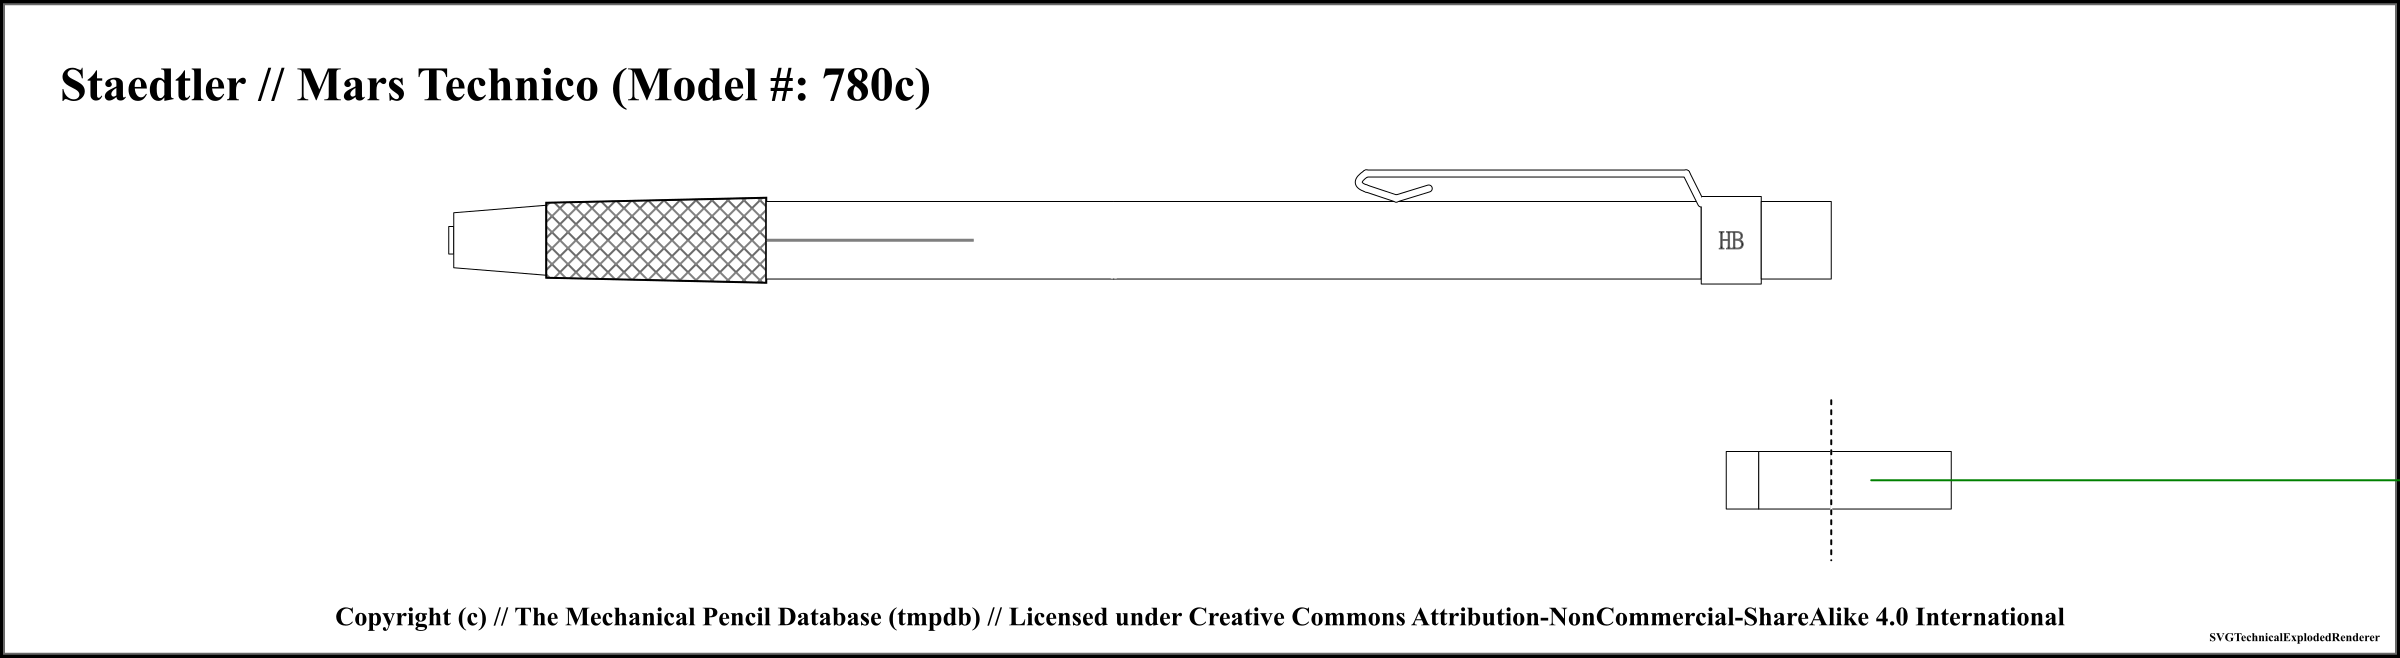 Staedtler // Mars Technico (Model #: 780c)
HB
Copyright (c) // The Mechanical Pencil Database (tmpdb) // Licensed under Creative Commons Attribution-NonCommercial-ShareAlike 4.0 International
SVGTechnicalExplodedRenderer